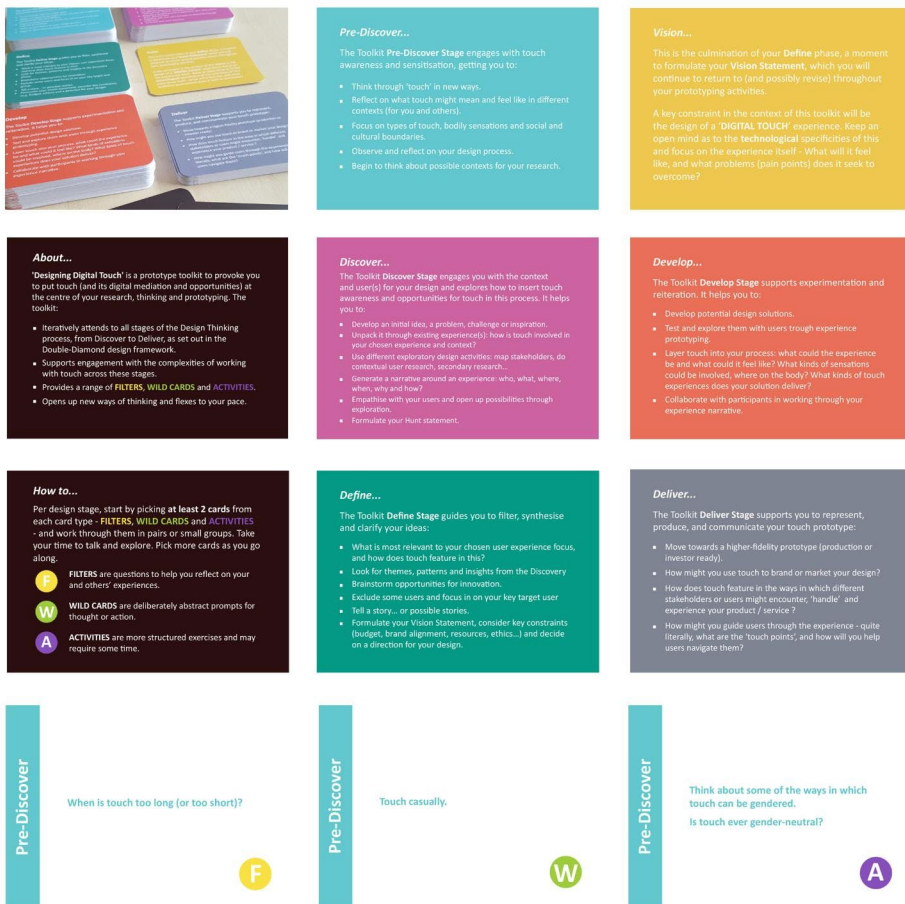 Pre-Discover...
The Toolkit Pre-Discover Stage engages with touch
awareness and sensitisation, getting you to:
Think through 'touch' in new ways.
Reflect on what touch might mean and feel like in different
contexts (for you and others).
Focus on types of touch, bodily sensations and social and
cultural boundaries.
Observe and reflect on your design process.
Begin to think about possible contexts for your research.
Vision...
This is the culmination of your Define phase, a moment
to formulate your Vision Statement, which you will
continue to return to (and possibly revise) throughout
your prototyping activities.
A key constraint in the context of this toolkit will be
the design of a 'DIGITAL TOUCH' experience. Keep an
open mind as to the technological specificities of this
and focus on the experience itself - What will it feel
like, and what problems (pain points) does it seek to
overcome?
About...
'Designing Digital Touch' is a prototype toolkit to provoke you
to put touch (and its digital mediation and opportunities) at
the centre of your research, thinking and prototyping. The
toolkit:
Iteratively attends to all stages of the Design Thinking
process, from Discover to Deliver, as set out in the
Double-Diamond design framework.
Supports engagement with the complexities of working
with touch across these stages.
Provides a range of FILTERS, WILD CARDS and ACTIVITIES.
Opens up new ways of thinking and flexes to your pace.
Discover...
The Toolkit Discover Stage engages you with the context
and user(s) for your design and explores how to insert touch
awareness and opportunities for touch in this process. It helps
you to:
Develop an initial idea, a problem, challenge or inspiration.
Unpack it through existing experience(s): how is touch involved in
your chosen experience and context?
Use different exploratory design activities: map stakeholders, do
contextual user research, secondary research...
Generate a narrative around an experience: who, what, where,
when, why and how?
Empathise with your users and open up possibilities through
exploration.
Formulate your Hunt statement.
Develop...
The Toolkit Develop Stage supports experimentation and
reiteration. It helps you to:
Develop potential design solutions.
Test and explore them with users trough experience
prototyping.
Layer touch into your process: what could the experience
be and what could it feel like? What kinds of sensations
could be involved, where on the body? What kinds of touch
experiences does your solution deliver?
Collaborate with participants in working through your
experience narrative.
How to...
Per design stage, start by picking at least 2 cards from
each card type - FILTERS, WILD CARDS and ACTIVITIES
- and work through them in pairs or small groups. Take
your time to talk and explore. Pick more cards as you go
along.
F
FILTERS are questions to help you reflect on your
and others' experiences.
W
WILD CARDS are deliberately abstract prompts for
thought or action.
A
ACTIVITIES are more structured exercises and may
require some time.
Define...
The Toolkit Define Stage guides you to filter, synthesise
and clarify your ideas:
What is most relevant to your chosen user experience focus,
and how does touch feature in this?
Look for themes, patterns and insights from the Discovery
Brainstorm opportunities for innovation.
Exclude some users and focus in on your key target user
Tell a story... or possible stories.
Formulate your Vision Statement, consider key constraints
(budget, brand alignment, resources, ethics...) and decide
on a direction for your design.
Deliver...
The Toolkit Deliver Stage supports you to represent,
produce, and communicate your touch prototype:
Move towards a higher-fidelity prototype (production or
investor ready).
How might you use touch to brand or market your design?
How does touch feature in the ways in which different
stakeholders or users might encounter, 'handle' and
experience your product / service ?
How might you guide users through the experience - quite
literally, what are the 'touch points', and how will you help
users navigate them?
Pre-Discover
When is touch too long (or too short)?
F
Pre-Discover
Touch casually.
W
Pre-Discover
Think about some of the ways in which
touch can be gendered.
Is touch ever gender-neutral?
A